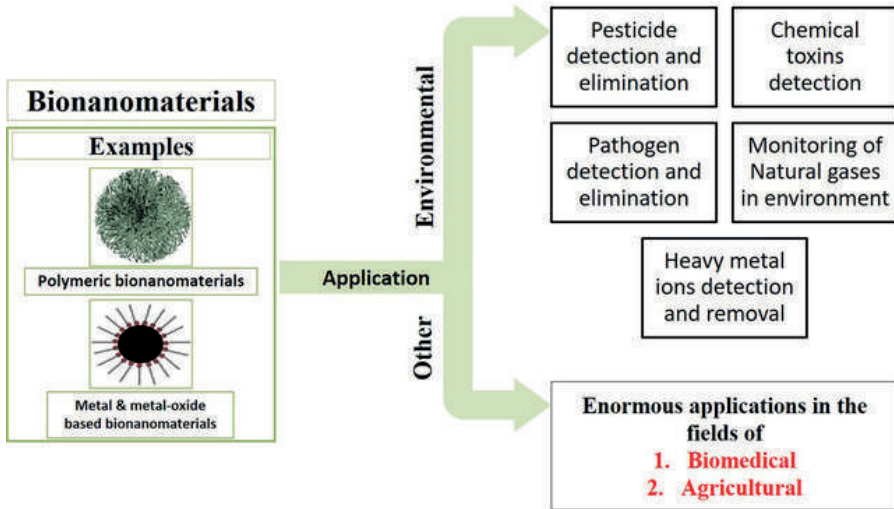 Bionanomaterials
Examples
Polymeric bionanomaterials
Metal & metal-oxide
based bionanomaterials
Application
Environmental
Other
Pesticide
detection and
elimination
Chemical
toxins
detection
Pathogen
detection and
elimination
Monitoring of
Natural gases
in environment
Heavy metal
ions detection
and removal
Enormous applications in the
fields of
1. Biomedical
2. Agricultural